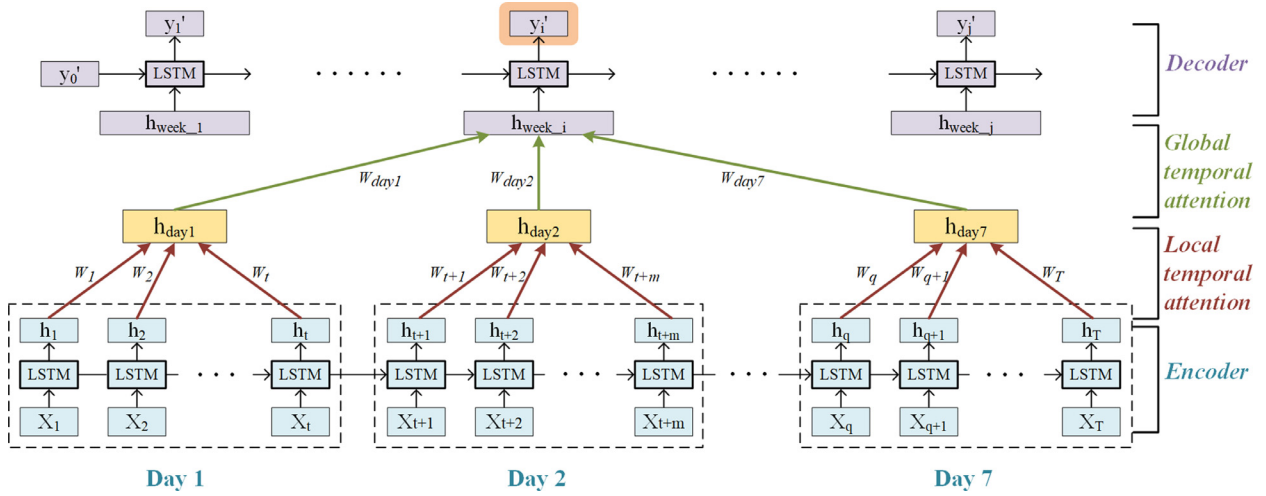 y1' yi' yj'
y0' LSTM ...... LSTM ...... LSTM Decoder
hweek_1 hweek_i hweek_j
Wday1 Wday2 Wday7
Global
temporal
attention
hday1 hday2 hday7
W1 W2 Wt Wt+1 Wt+2 Wt+m Wq Wq+1 WT
Local
temporal
attention
h1 h2 ht ht+1 ht+2 ht+m hq hq+1 hT
LSTM LSTM ... LSTM LSTM LSTM ... LSTM ... LSTM LSTM ... LSTM Encoder
X1 X2 Xt Xt+1 Xt+2 Xt+m Xq Xq+1 XT
Day 1 Day 2 Day 7